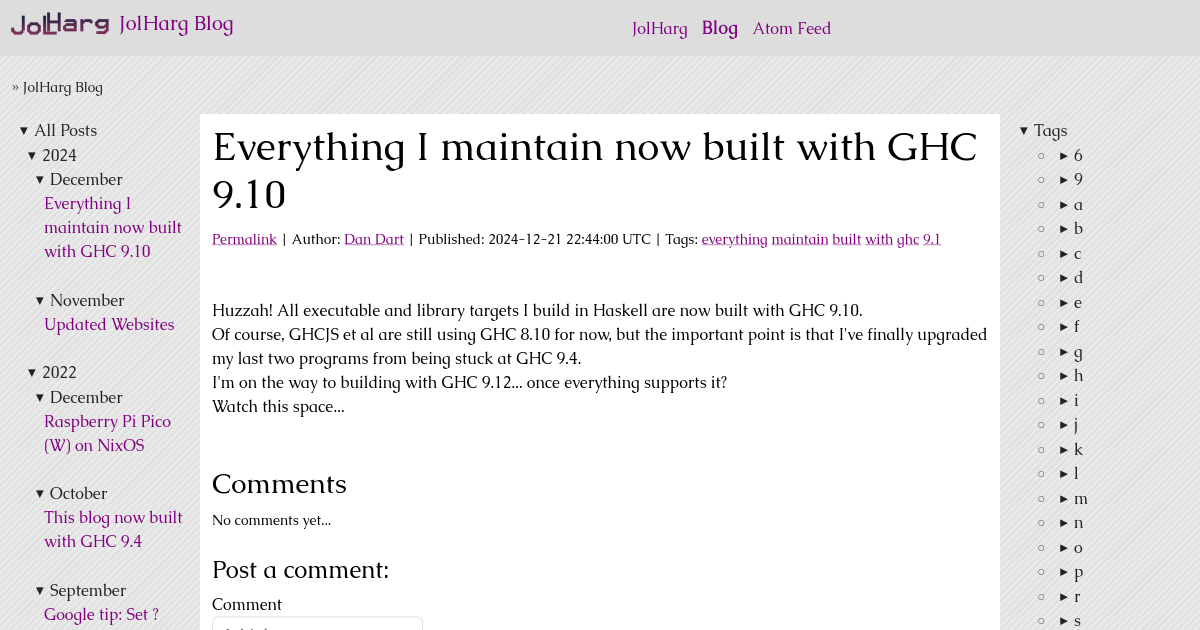 JolHarg JolHarg Blog
JolHarg Blog Atom Feed
» JolHarg Blog
▾ All Posts
▾ 2024
▾ December
Everything I
maintain now built
with GHC 9.10
▾ November
Updated Websites
▾ 2022
▾ December
Raspberry Pi Pico
(W) on NixOS
▾ October
This blog now built
with GHC 9.4
▾ September
Google tip: Set ?
Everything I maintain now built with GHC
9.10
Permalink | Author: Dan Dart | Published: 2024-12-21 22:44:00 UTC | Tags: everything maintain built with ghc 9.1
Huzzah! All executable and library targets I build in Haskell are now built with GHC 9.10.
Of course, GHCJS et al are still using GHC 8.10 for now, but the important point is that I've finally upgraded
my last two programs from being stuck at GHC 9.4.
I'm on the way to building with GHC 9.12... once everything supports it?
Watch this space...
Comments
No comments yet...
Post a comment:
Comment
▾ Tags
○ ▸ 6
○ ▸ 9
○ ▸ a
○ ▸ b
○ ▸ c
○ ▸ d
○ ▸ e
○ ▸ f
○ ▸ g
○ ▸ h
○ ▸ i
○ ▸ j
○ ▸ k
○ ▸ l
○ ▸ m
○ ▸ n
○ ▸ o
○ ▸ p
○ ▸ r
○ ▸ s